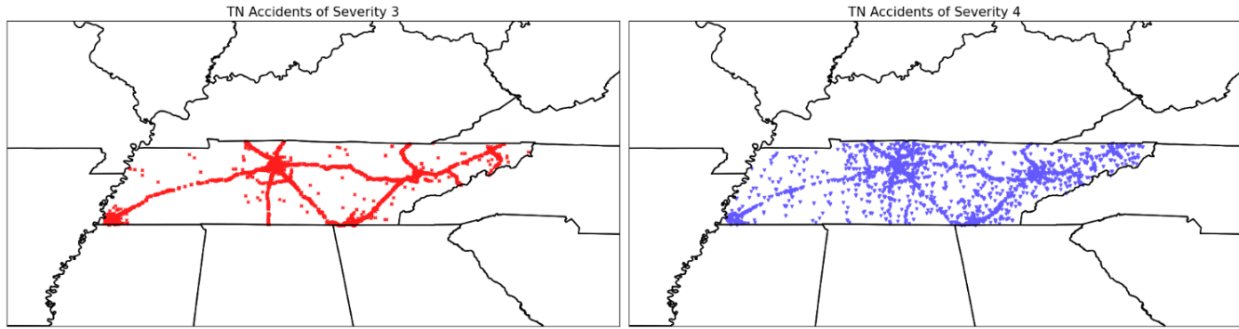 TN Accidents of Severity 3
TN Accidents of Severity 4